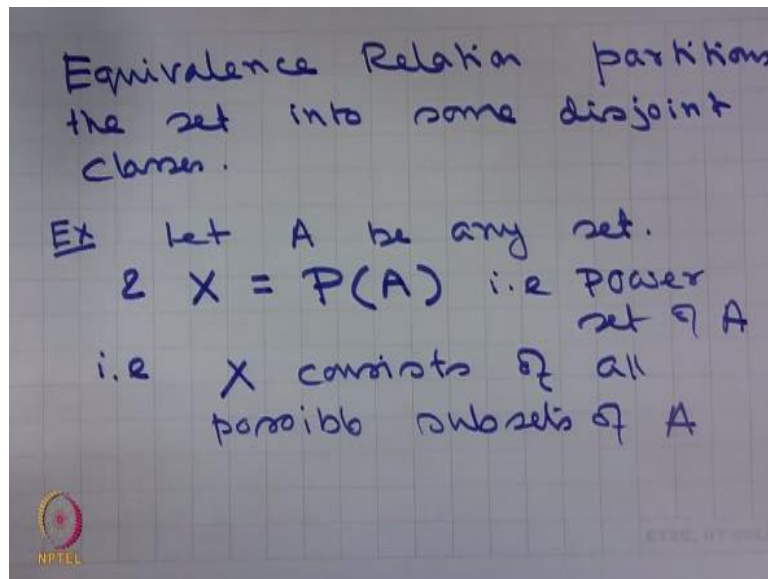 Equivalence Relation partitions
the set into some disjoint
classes.
Ex Let A be any set.
& X = P(A) i.e Power
set of A
i.e X consists of all
possible subsets of A
NPTEL